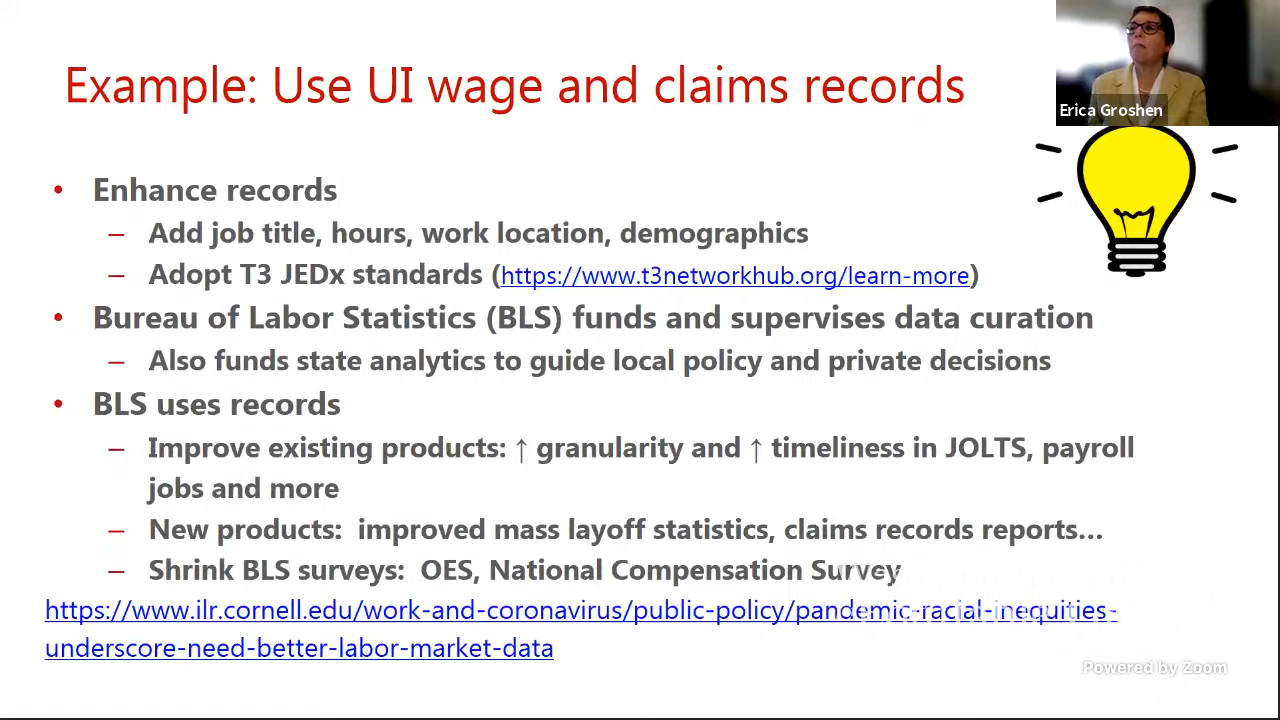 Example: Use UI wage and claims records
Erica Groshen
• Enhance records
– Add job title, hours, work location, demographics
– Adopt T3 JEDx standards (https://www.t3networkhub.org/learn-more)
• Bureau of Labor Statistics (BLS) funds and supervises data curation
– Also funds state analytics to guide local policy and private decisions
• BLS uses records
– Improve existing products: ↑ granularity and ↑ timeliness in JOLTS, payroll
jobs and more
– New products:  improved mass layoff statistics, claims records reports...
– Shrink BLS surveys:  OES, National Compensation Survey
https://www.ilr.cornell.edu/work-and-coronavirus/public-policy/pandemic-racial-inequities-
underscore-need-better-labor-market-data
Powered by Zoom